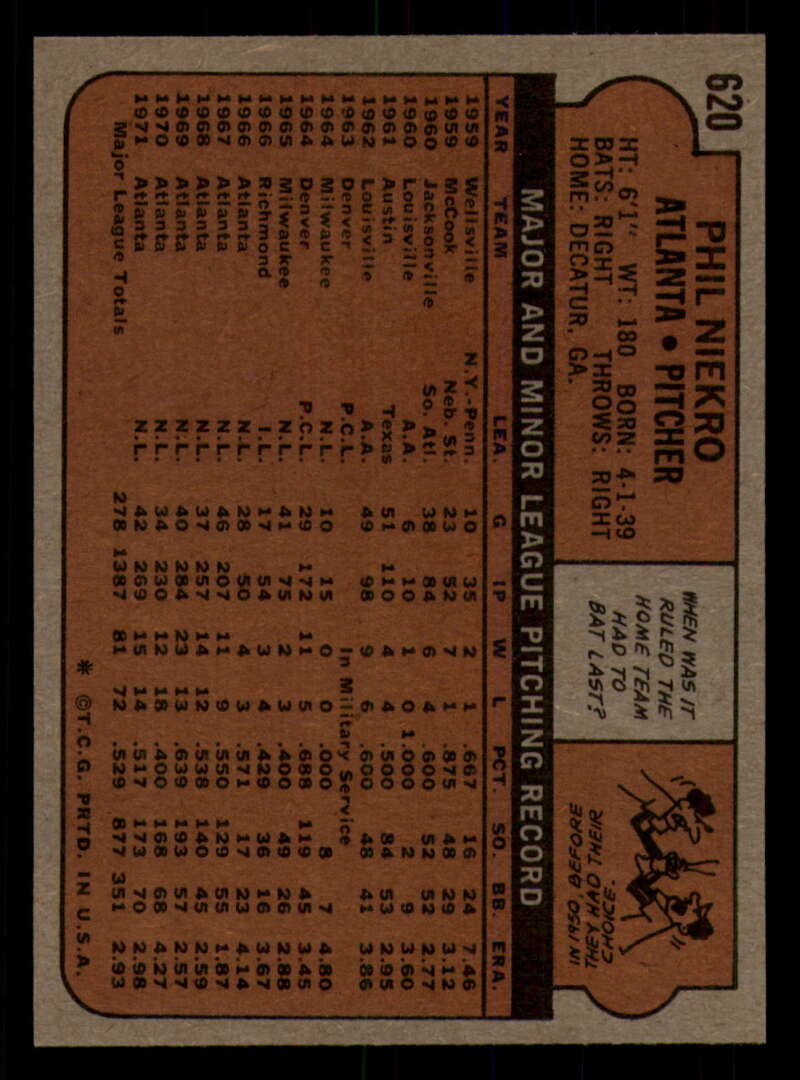 620
PHIL NIEKRO
ATLANTA • PITCHER
HT: 6'1" WT: 180 BORN: 4-1-39
BATS: RIGHT THROWS: RIGHT
HOME: DECATUR, GA.
WHEN WAS IT
RULED THE
HOME TEAM
HAD TO
BAT LAST?
IN 1950, BEFORE
THEY HAD THEIR
CHOICE.
MAJOR AND MINOR LEAGUE PITCHING RECORD
YEAR TEAM LEA. G IP W L PCT. SO. BB. ERA.
1959 Wellsville N.Y.-Penn. 10 35 2 1 .667 16 24 7.46
1959 McCook Neb. St. 23 52 7 1 .875 48 29 3.12
1960 Jacksonville So. Atl. 38 84 6 4 .600 52 52 2.77
1960 Louisville A.A. 6 10 1 0 1.000 2 9 3.60
1961 Austin Texas 51 110 4 4 .500 84 53 2.95
1962 Louisville A.A. 49 98 9 6 .600 48 41 3.86
1963 Denver P.C.L. In Military Service
1964 Milwaukee N.L. 10 15 0 0 .000 8 7 4.80
1964 Denver P.C.L. 29 172 11 5 .688 119 45 3.45
1965 Milwaukee N.L. 41 75 2 3 .400 49 26 2.88
1966 Richmond I.L. 17 54 3 4 .429 36 16 3.67
1966 Atlanta N.L. 28 50 4 3 .571 17 23 4.14
1967 Atlanta N.L. 46 207 11 9 .550 129 55 1.87
1968 Atlanta N.L. 37 257 14 12 .538 140 45 2.59
1969 Atlanta N.L. 40 284 23 13 .639 193 57 2.57
1970 Atlanta N.L. 34 230 12 18 .400 168 68 4.27
1971 Atlanta N.L. 42 269 15 14 .517 173 70 2.98
Major League Totals 278 1387 81 72 .529 877 351 2.93
* ©T.C.G. PRTD. IN U.S.A.